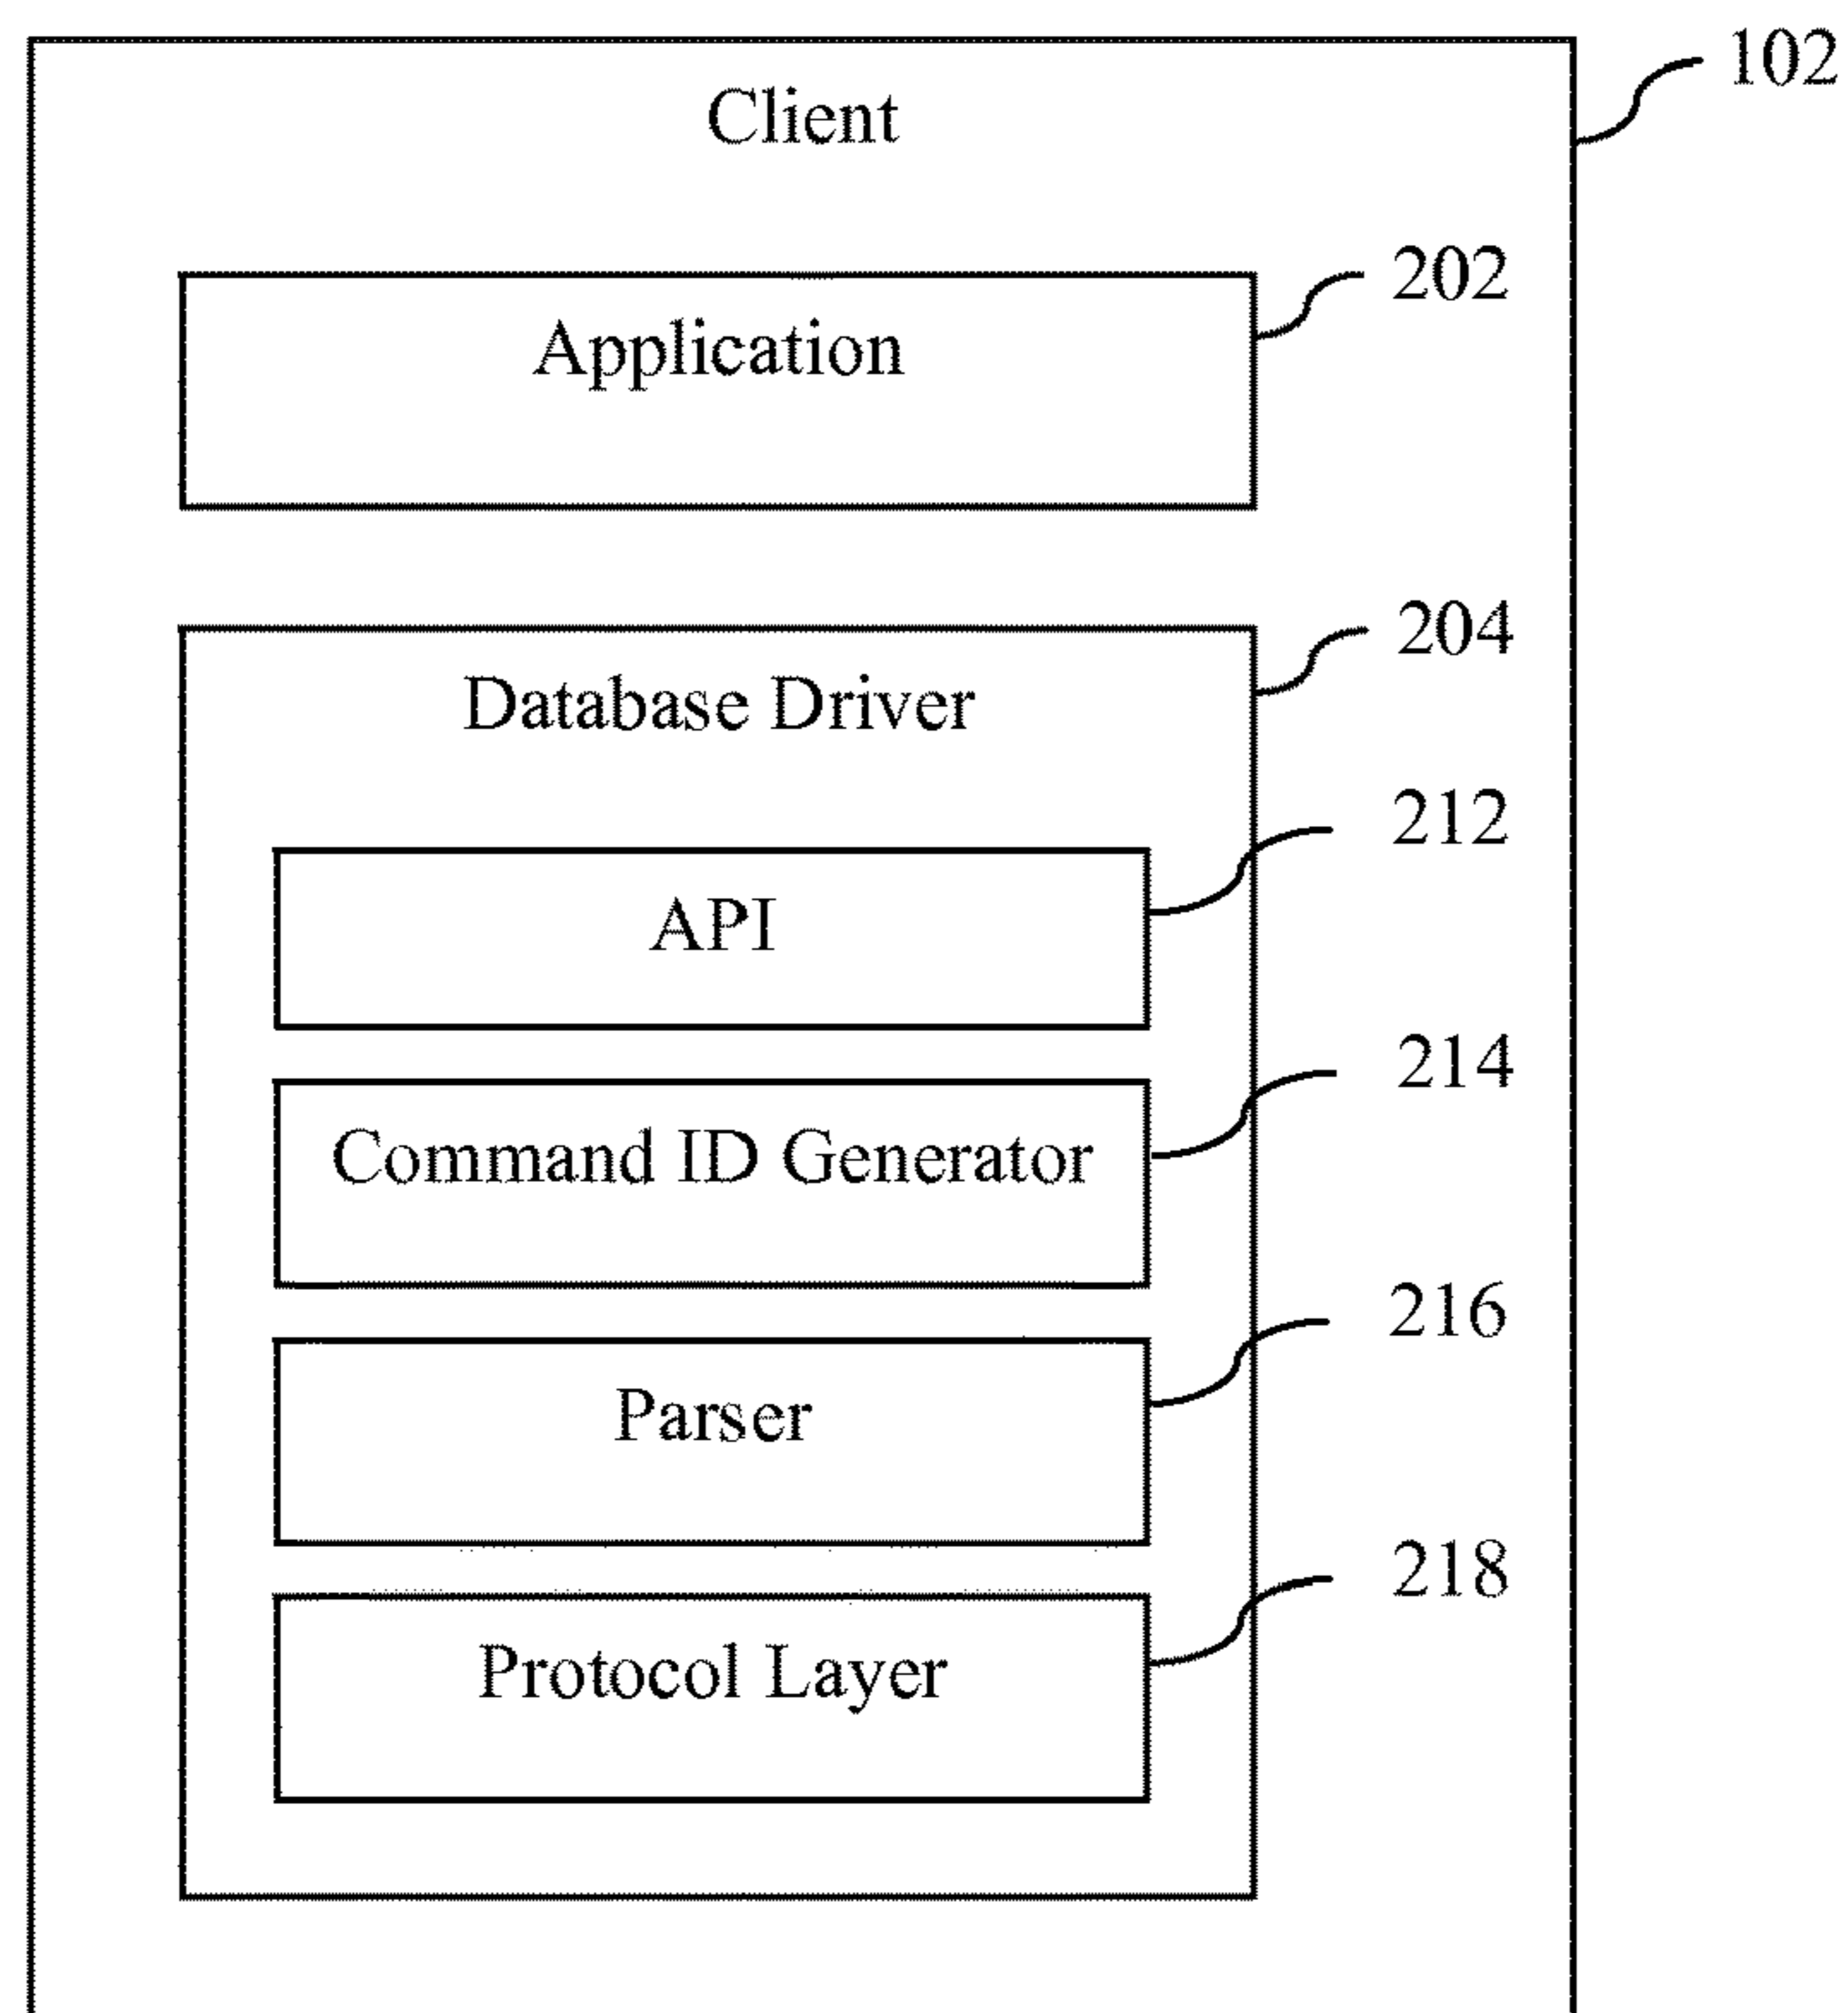 102
Client
202
Application
204
Database Driver
212
API
214
Command ID Generator
216
Parser
218
Protocol Layer